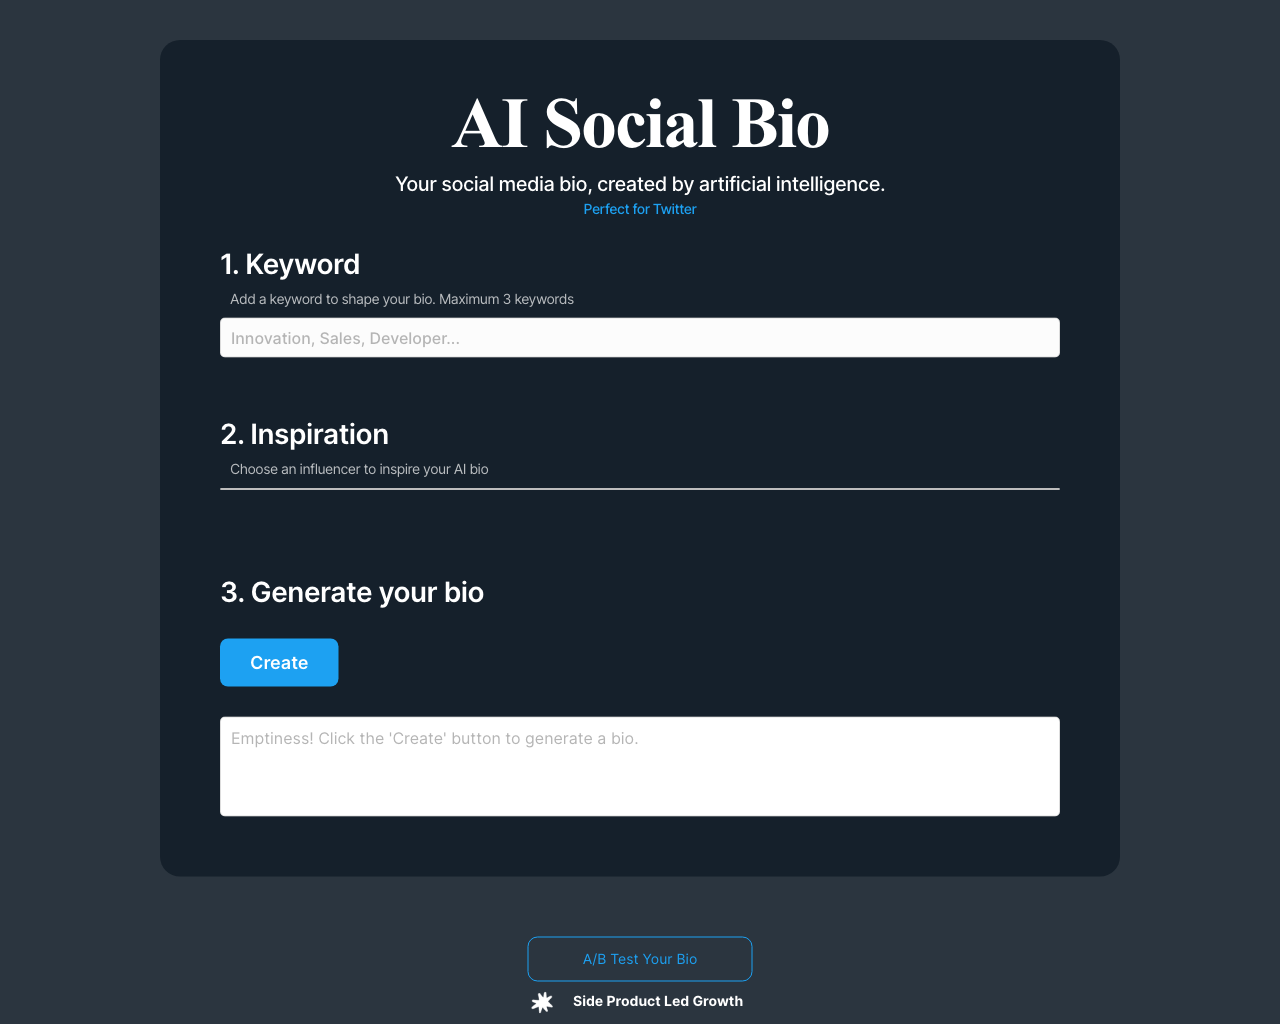 AI Social Bio
Your social media bio, created by artificial intelligence.
Perfect for Twitter
1. Keyword
Add a keyword to shape your bio. Maximum 3 keywords
Innovation, Sales, Developer...
2. Inspiration
Choose an influencer to inspire your AI bio
3. Generate your bio
Create
Emptiness! Click the 'Create' button to generate a bio.
A/B Test Your Bio
Side Product Led Growth